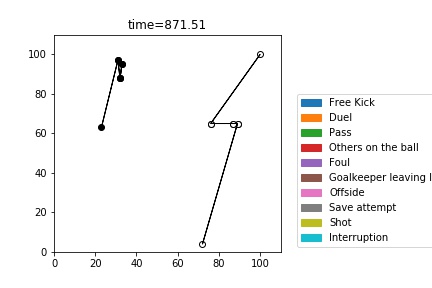 time=871.51
100
80
60
40
20
0
0 20 40 60 80 100
Free Kick
Duel
Pass
Others on the ball
Foul
Goalkeeper leaving l
Offside
Save attempt
Shot
Interruption